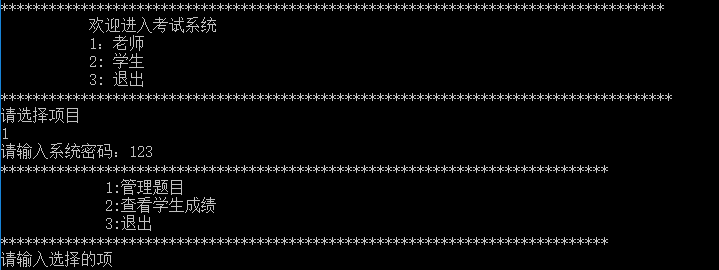 ***********************************************************************************
欢迎进入考试系统
1：老师
2：学生
3：退出
************************************************************************************
请选择项目
1
请输入系统密码：123
****************************************************************************
1:管理题目
2:查看学生成绩
3:退出
****************************************************************************
请输入选择的项